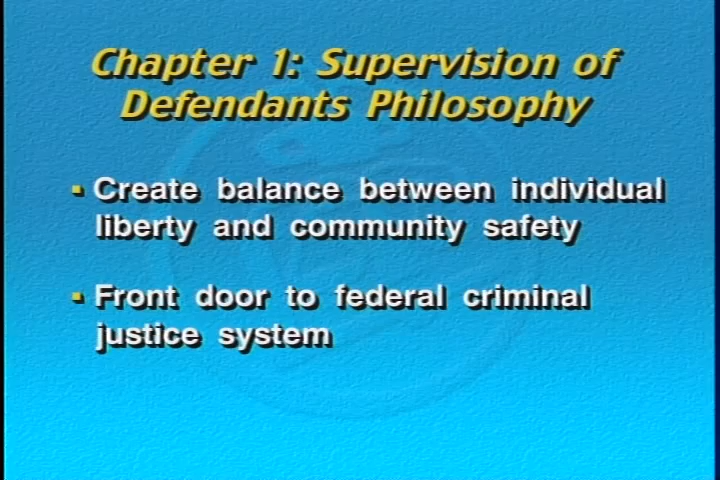 Chapter 1: Supervision of
Defendants Philosophy
▪ Create balance between individual
liberty and community safety
▪ Front door to federal criminal
justice system